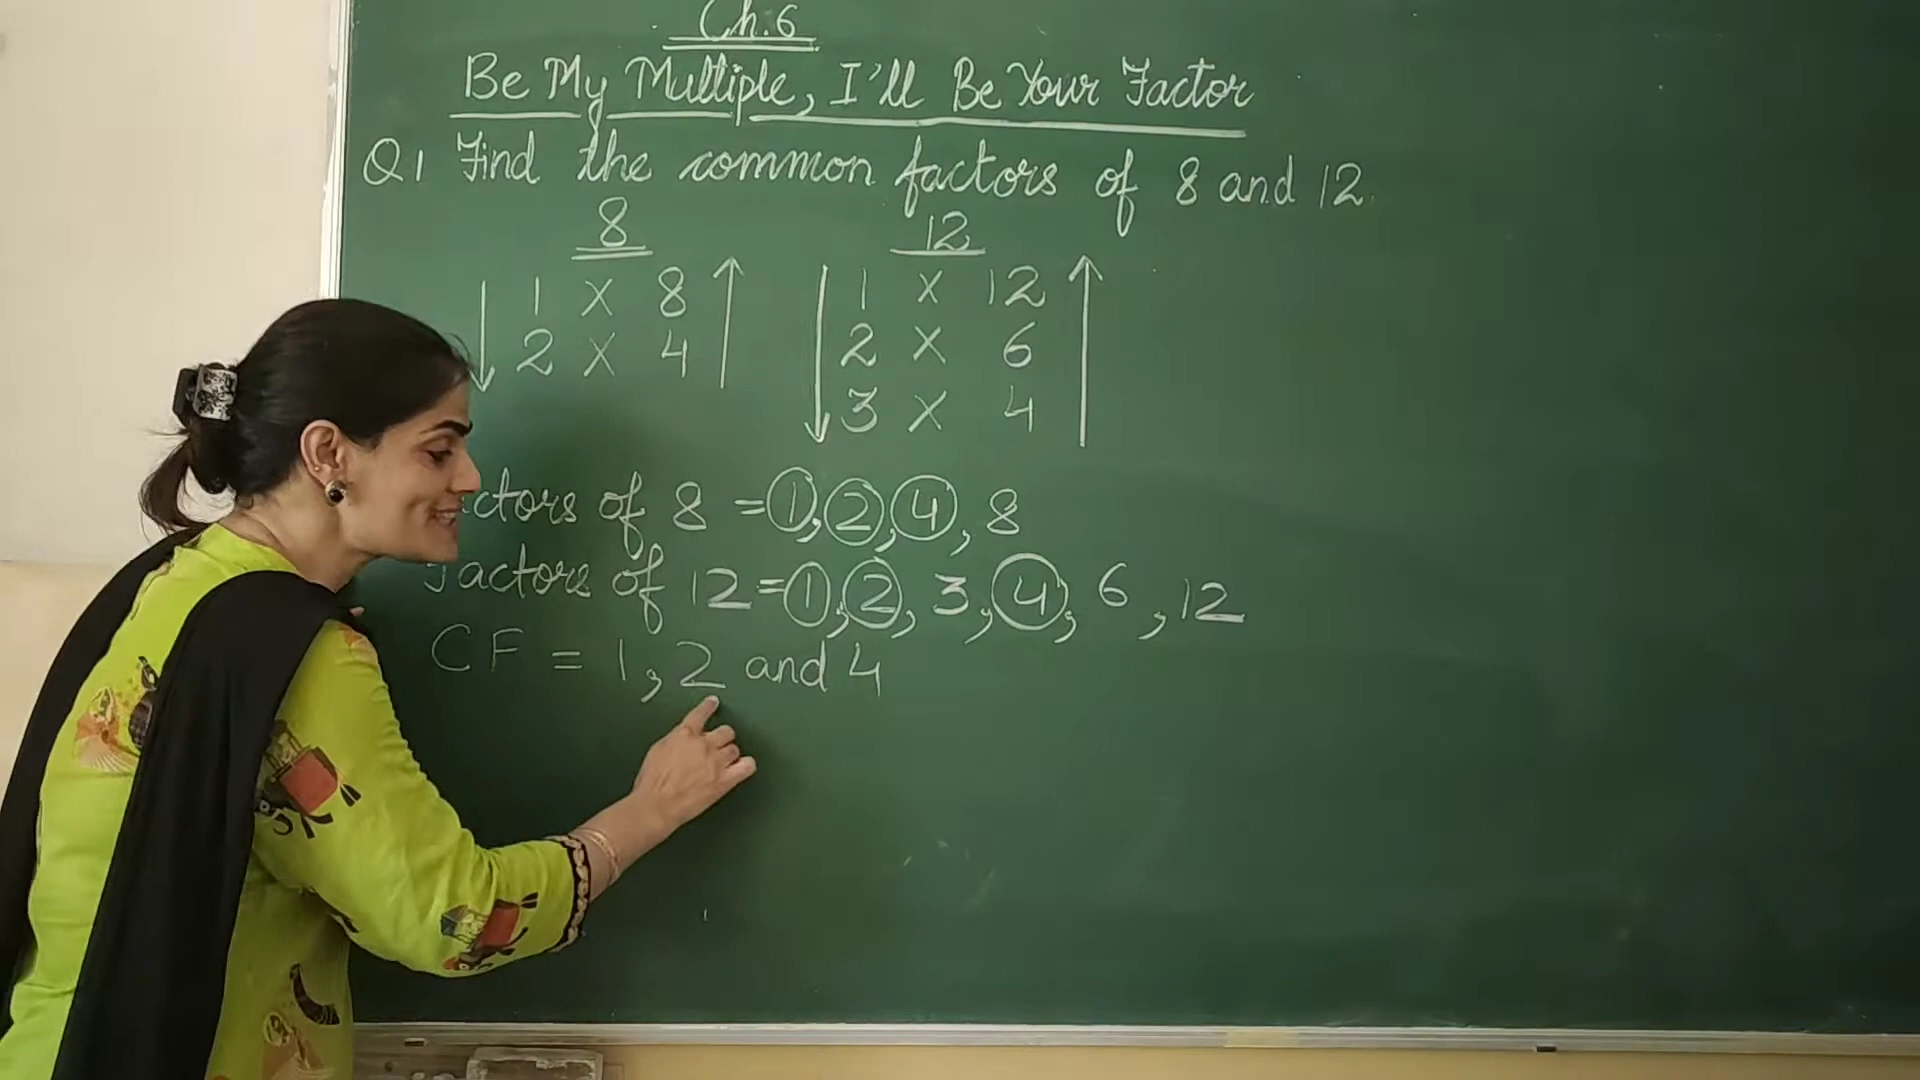 Ch.6
Be My Multiple, I'll Be Your Factor
Q1 Find the common factors of 8 and 12.
8 12
1 X 8 1 X 12
2 X 4 2 X 6
3 X 4
ctors of 8 = 1, 2, 4, 8
Factors of 12 = 1, 2, 3, 4, 6, 12
CF = 1, 2 and 4